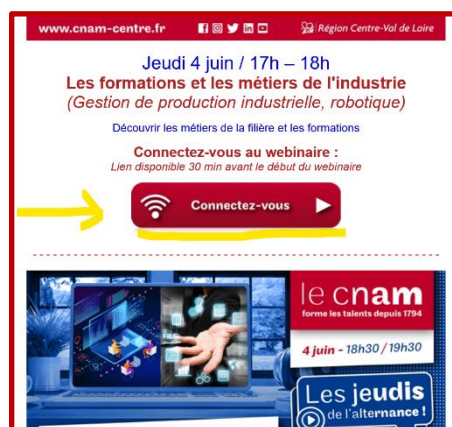 www.cnam-centre.fr
Région Centre-Val de Loire
Jeudi 4 juin / 17h – 18h
Les formations et les métiers de l'industrie
(Gestion de production industrielle, robotique)
Découvrir les métiers de la filière et les formations
Connectez-vous au webinaire :
Lien disponible 30 min avant le début du webinaire
Connectez-vous
le cnam
forme les talents depuis 1794
4 juin - 18h30 / 19h30
Les jeudis
de l'alternance !